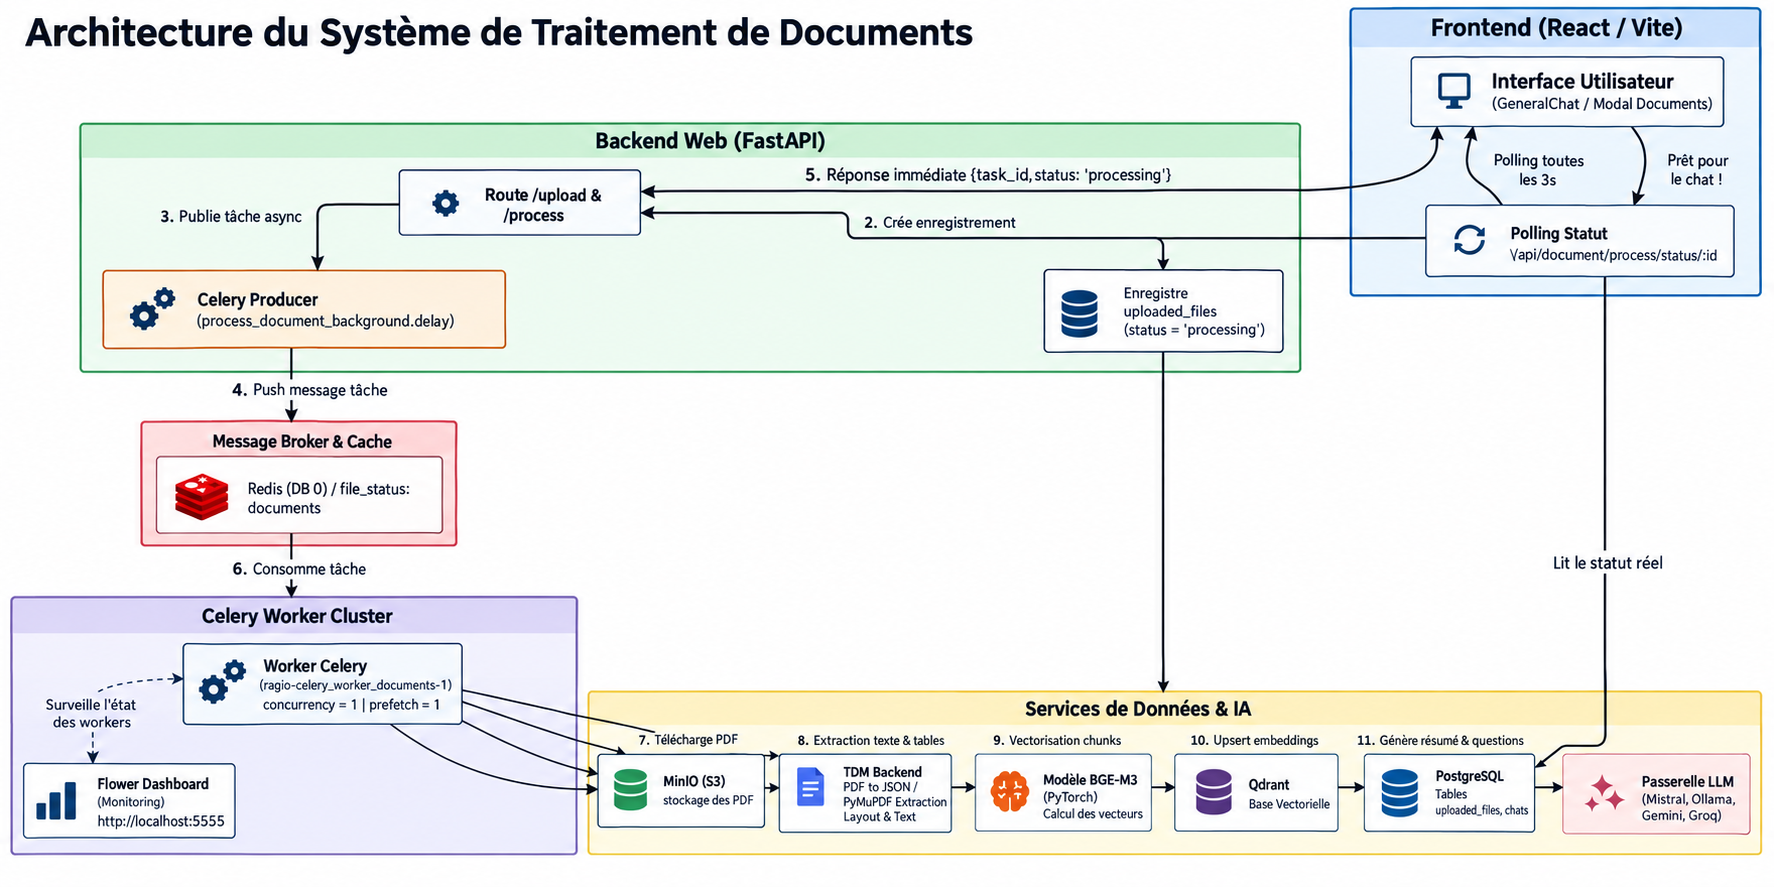 Architecture du Système de Traitement de Documents
Frontend (React / Vite)
Interface Utilisateur
(GeneralChat / Modal Documents)
Polling toutes
les 3s
Prêt pour
le chat !
Polling Statut
\/api/document/process/status/:id
Backend Web (FastAPI)
Route /upload &
/process
5. Réponse immédiate {task_id, status: 'processing'}
2. Crée enregistrement
3. Publie tâche async
Celery Producer
(process_document_background.delay)
Enregistre
uploaded_files
(status = 'processing')
4. Push message tâche
Message Broker & Cache
Redis (DB 0) / file_status:
documents
6. Consomme tâche
Lit le statut réel
Celery Worker Cluster
Worker Celery
(ragio-celery_worker_documents-1)
concurrency = 1 | prefetch = 1
Surveille l'état
des workers
Flower Dashboard
(Monitoring)
http://localhost:5555
Services de Données & IA
7. Télécharge PDF
8. Extraction texte & tables
9. Vectorisation chunks
10. Upsert embeddings
11. Génère résumé & questions
MinIO (S3)
stockage des PDF
TDM Backend
PDF to JSON /
PyMuPDF Extraction
Layout & Text
Modèle BGE-M3
(PyTorch)
Calcul des vecteurs
Qdrant
Base Vectorielle
PostgreSQL
Tables
uploaded_files, chats
Passerelle LLM
(Mistral, Ollama,
Gemini, Groq)